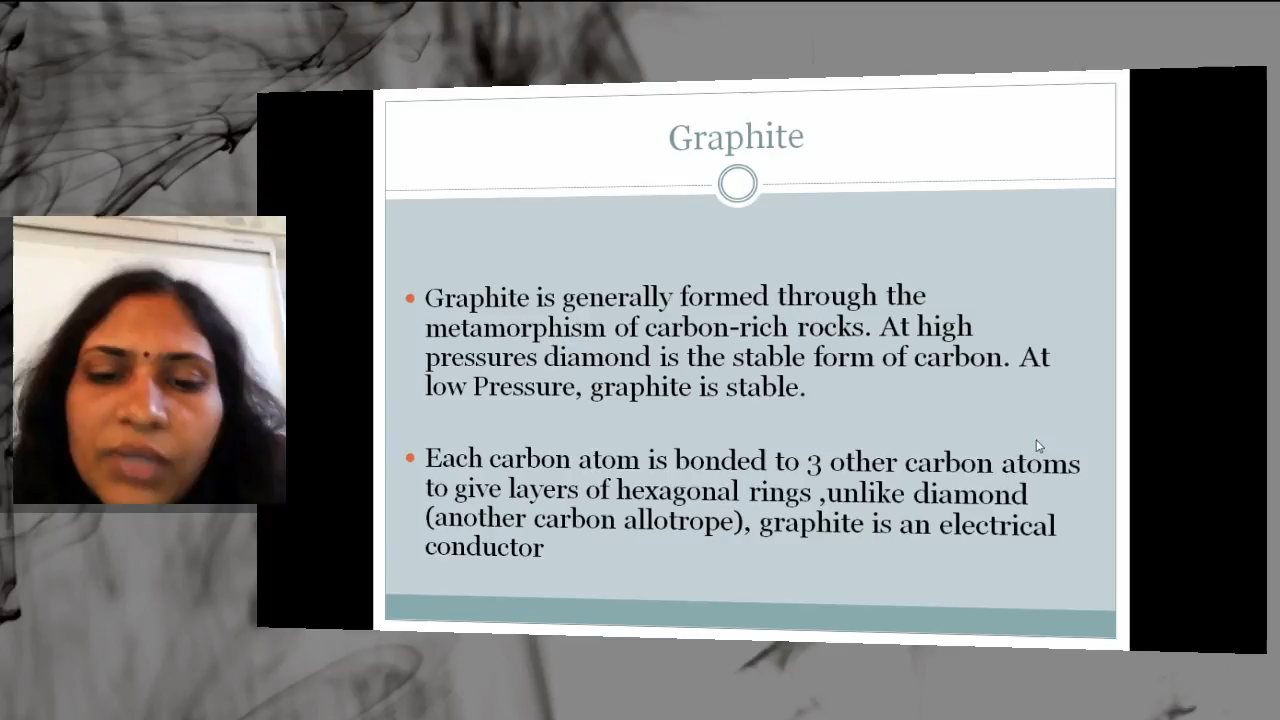 Graphite
Graphite is generally formed through the
metamorphism of carbon-rich rocks. At high
pressures diamond is the stable form of carbon. At
low Pressure, graphite is stable.
Each carbon atom is bonded to 3 other carbon atoms
to give layers of hexagonal rings ,unlike diamond
(another carbon allotrope), graphite is an electrical
conductor